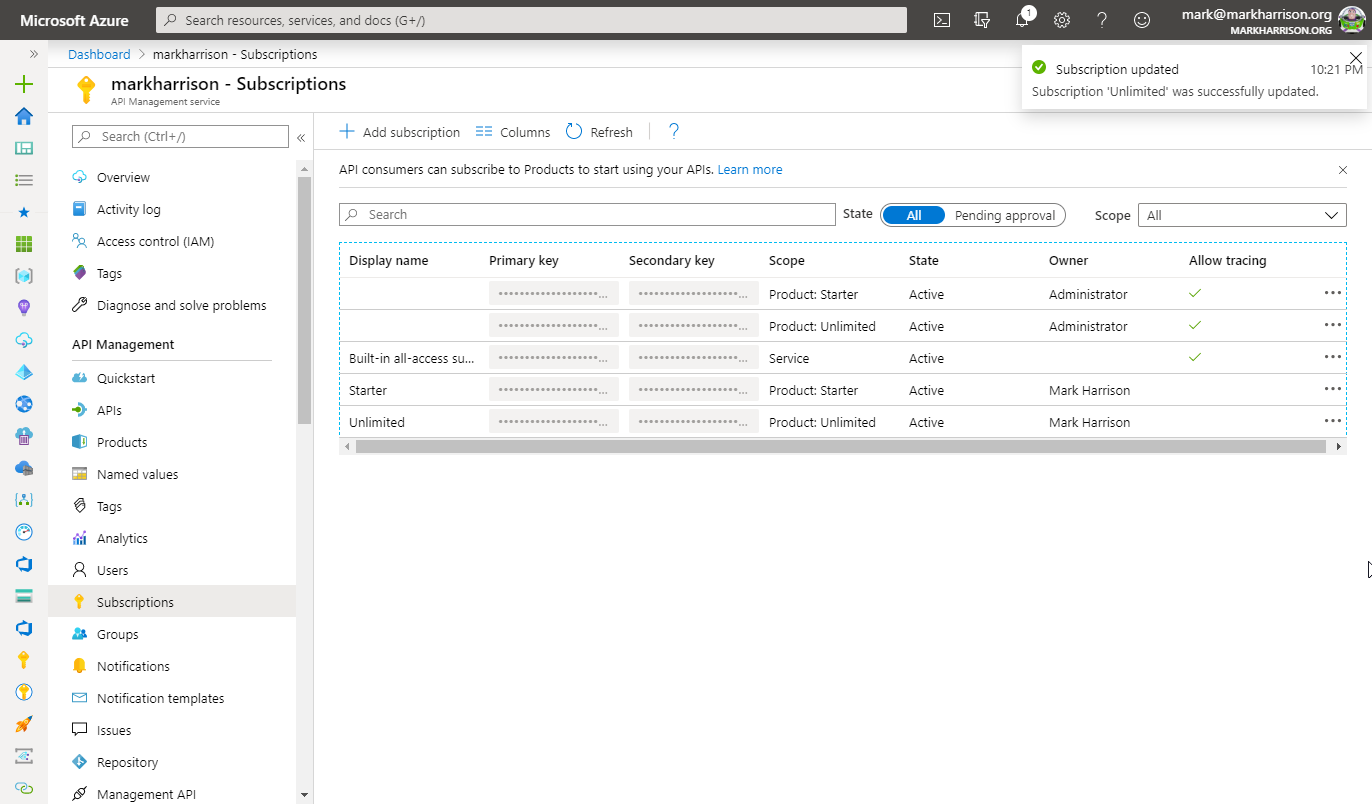 Microsoft Azure
Search resources, services, and docs (G+/)
1
mark@markharrison.org
MARKHARRISON.ORG
Dashboard > markharrison - Subscriptions
markharrison - Subscriptions
API Management service
Subscription updated 10:21 PM
Subscription 'Unlimited' was successfully updated.
Search (Ctrl+/)
Overview
Activity log
Access control (IAM)
Tags
Diagnose and solve problems
API Management
Quickstart
APIs
Products
Named values
Tags
Analytics
Users
Subscriptions
Groups
Notifications
Notification templates
Issues
Repository
Management API
Add subscription Columns Refresh ?
API consumers can subscribe to Products to start using your APIs. Learn more
Search State All Pending approval Scope All
Display name Primary key Secondary key Scope State Owner Allow tracing
Product: Starter Active Administrator
Product: Unlimited Active Administrator
Built-in all-access su... Service Active
Starter Product: Starter Active Mark Harrison
Unlimited Product: Unlimited Active Mark Harrison